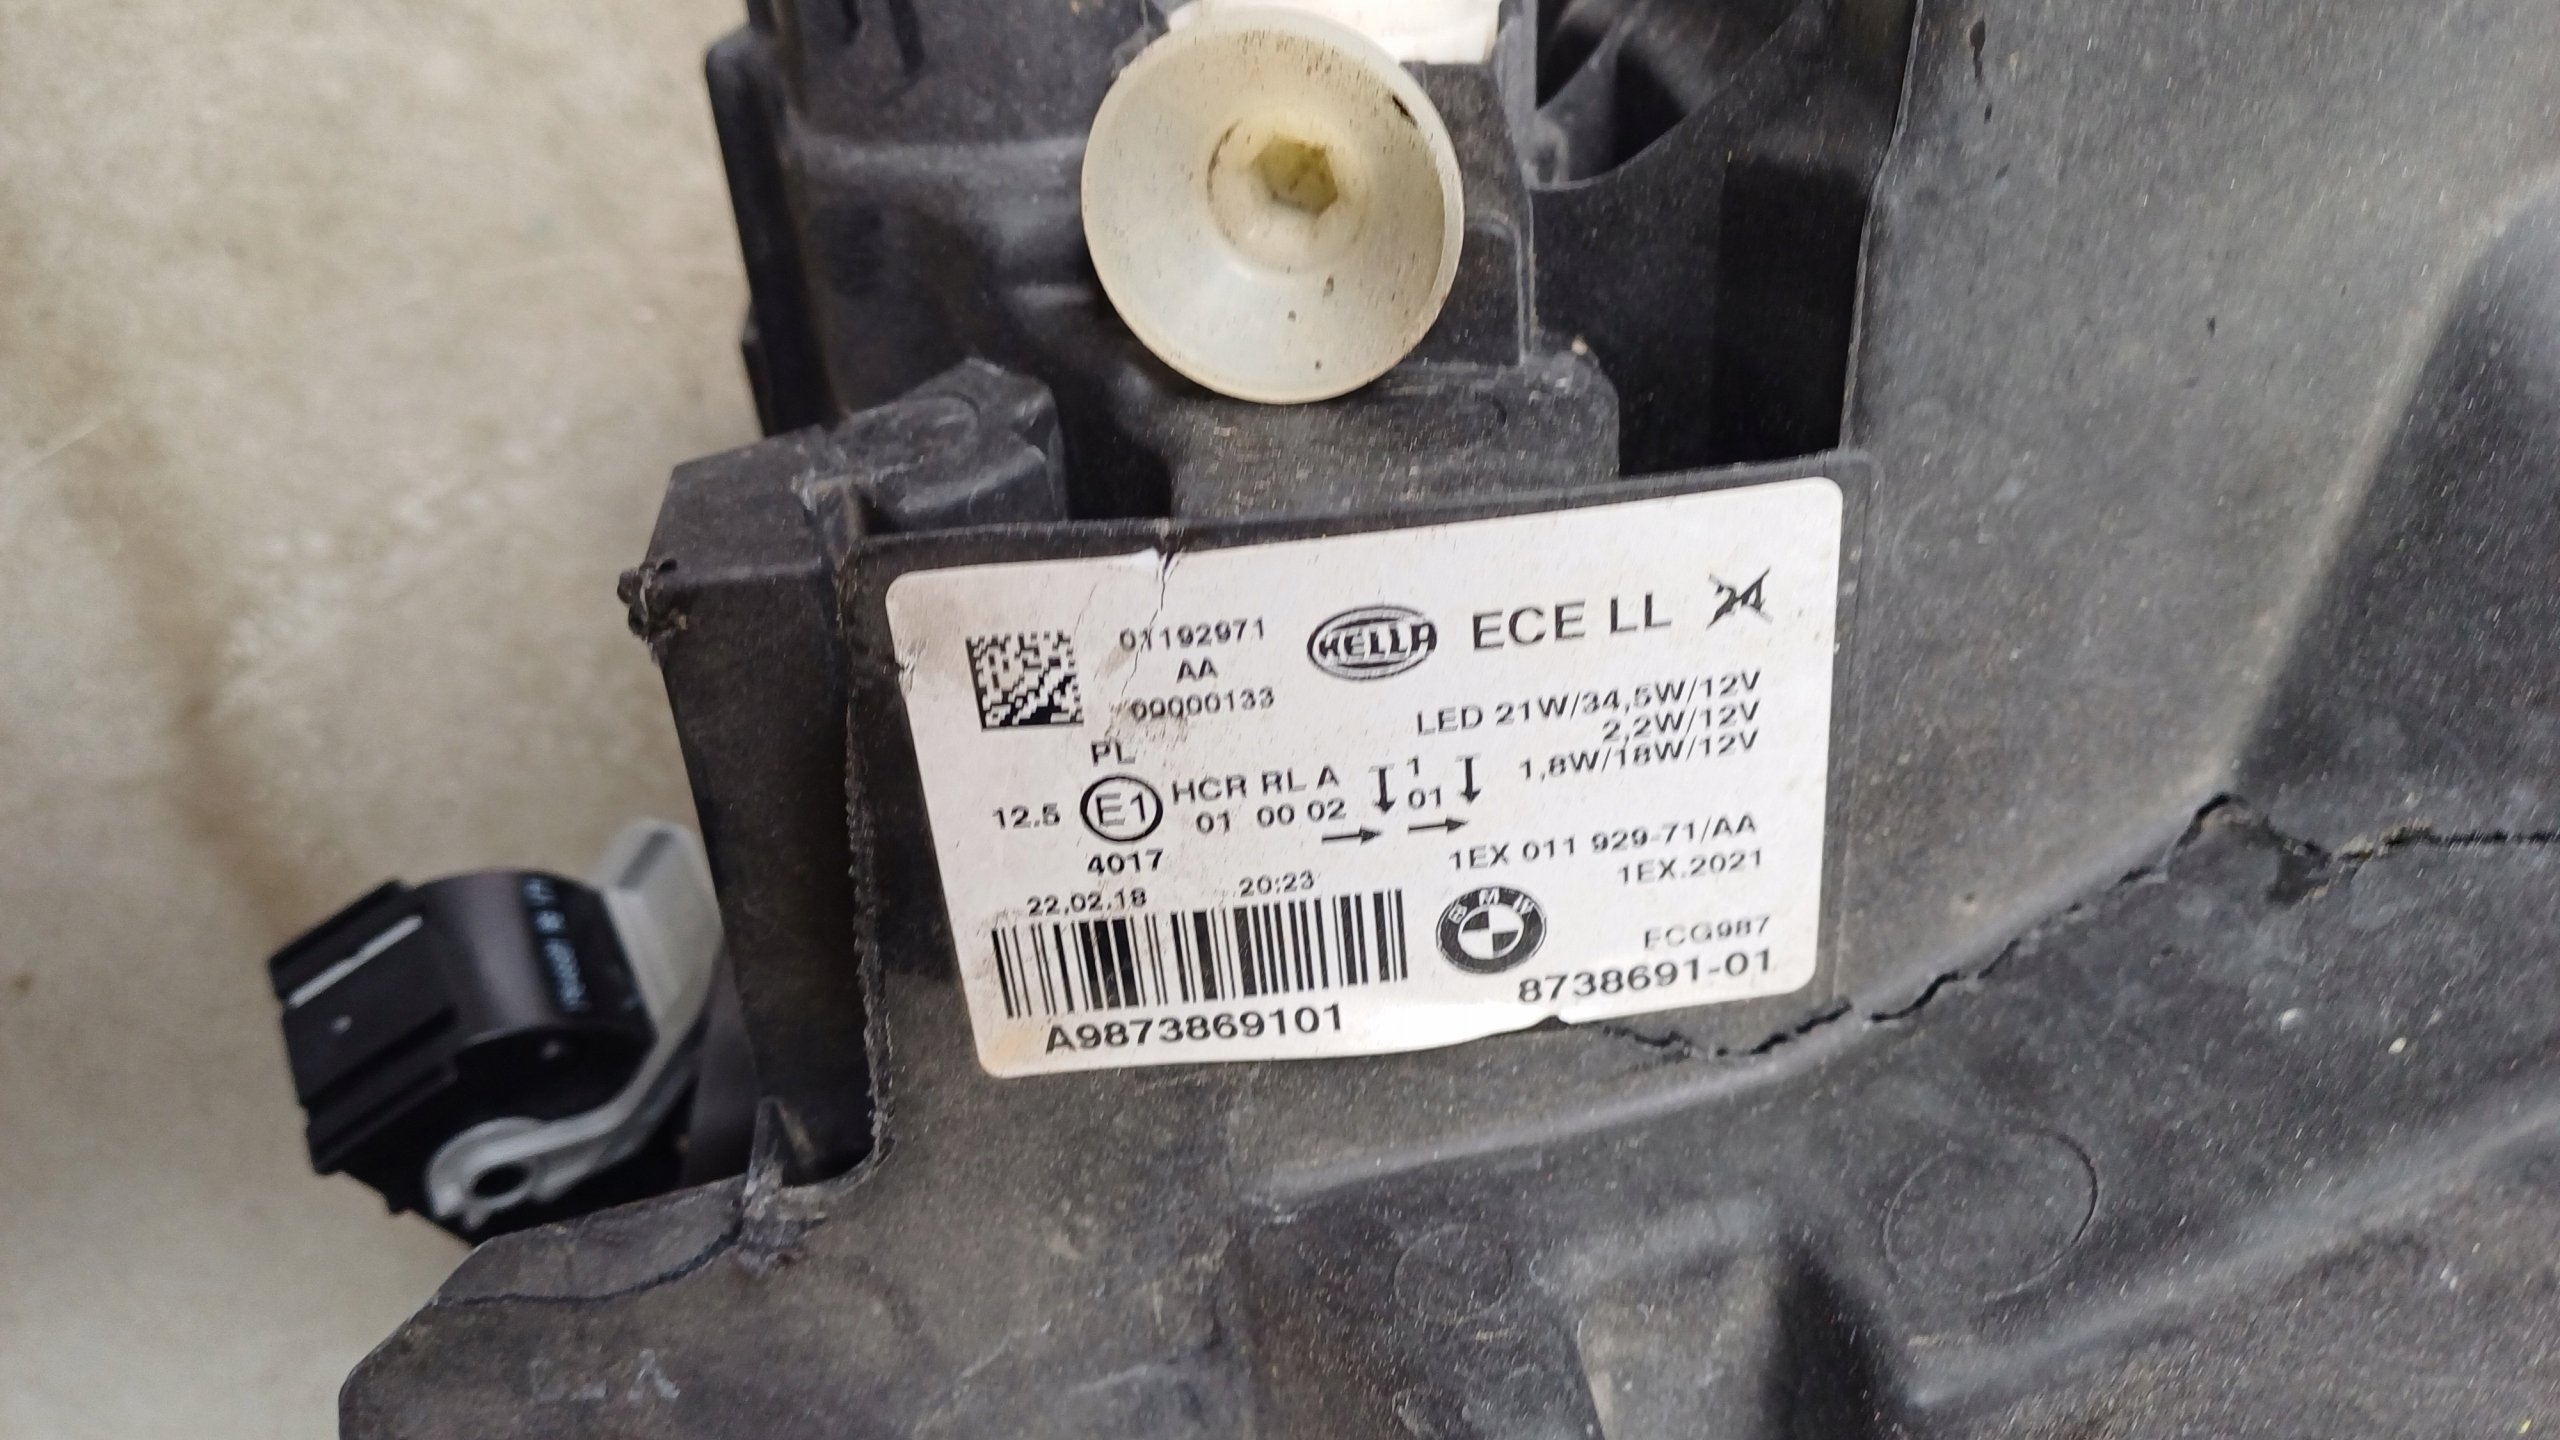 01192971
AA
00000133
HELLA
ECE LL
24
LED 21W/34,5W/12V
2,2W/12V
1,8W/18W/12V
PL
12.5
E1
HCR RL A
01 00 02
1
01
4017
1EX 011 929-71/AA
1EX.2021
22.02.18
20:23
BMW
8738691-01
A9873869101